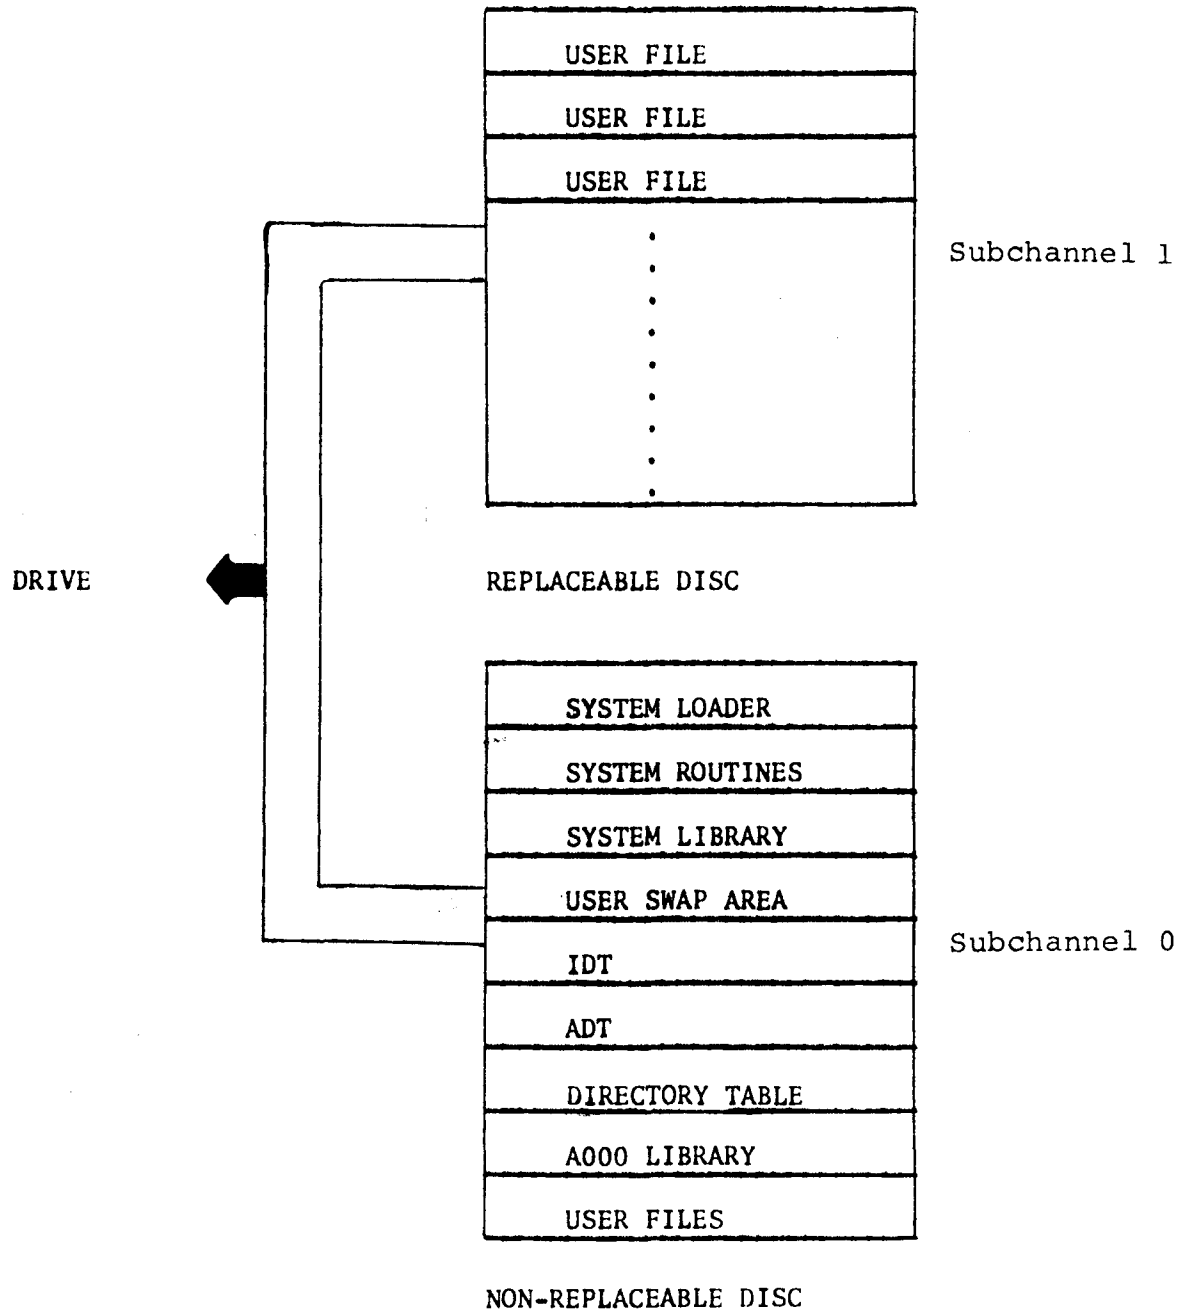 USER FILE
USER FILE
USER FILE
Subchannel 1
DRIVE
REPLACEABLE DISC
SYSTEM LOADER
SYSTEM ROUTINES
SYSTEM LIBRARY
USER SWAP AREA
Subchannel 0
IDT
ADT
DIRECTORY TABLE
A000 LIBRARY
USER FILES
NON-REPLACEABLE DISC